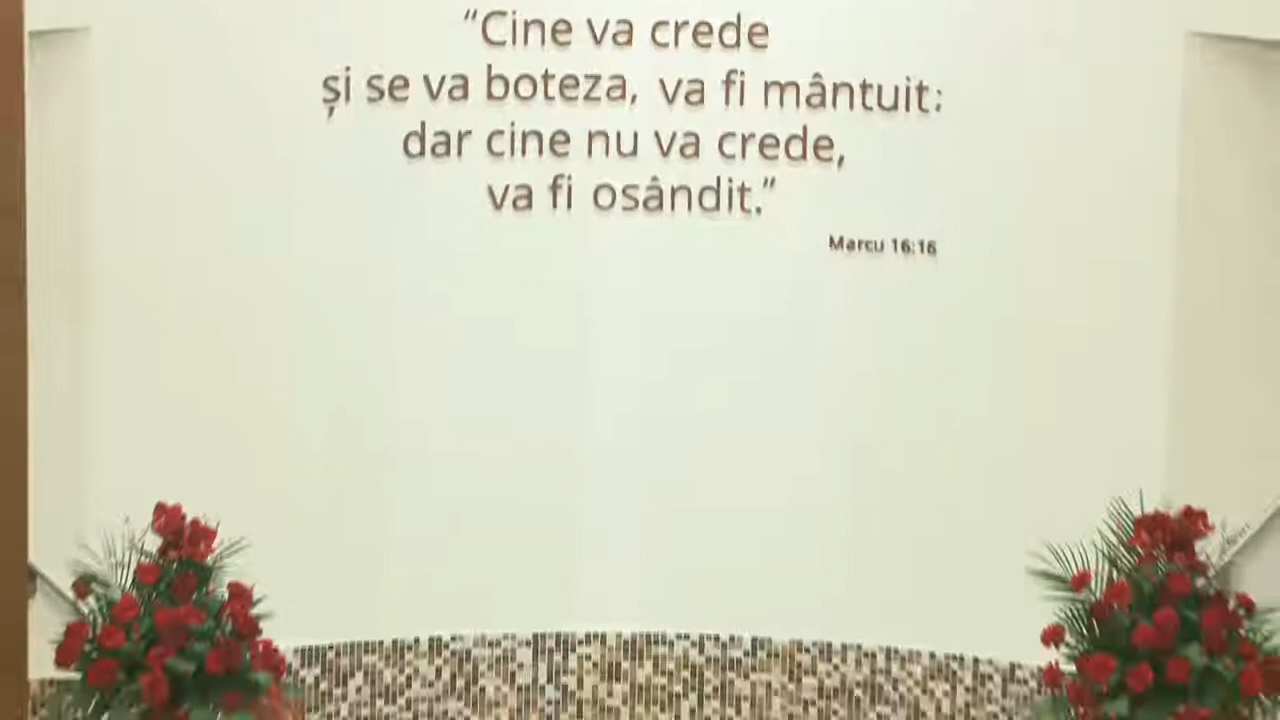 “Cine va crede
și se va boteza, va fi mântuit:
dar cine nu va crede,
va fi osândit.”
Marcu 16:16